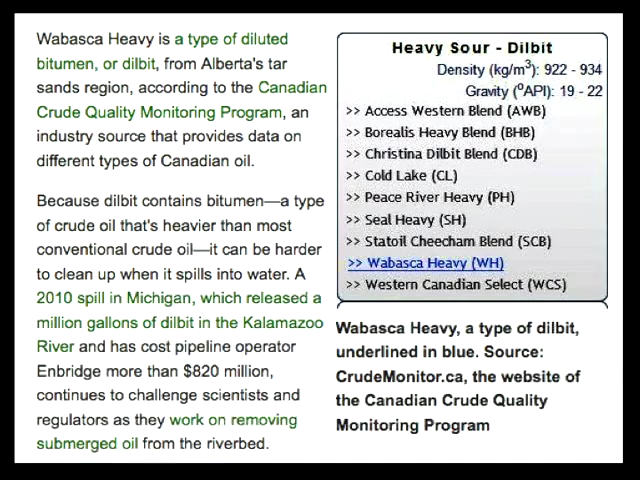 Wabasca Heavy is a type of diluted
bitumen, or dilbit, from Alberta's tar
sands region, according to the Canadian
Crude Quality Monitoring Program, an
industry source that provides data on
different types of Canadian oil.
Because dilbit contains bitumen—a type
of crude oil that's heavier than most
conventional crude oil—it can be harder
to clean up when it spills into water. A
2010 spill in Michigan, which released a
million gallons of dilbit in the Kalamazoo
River and has cost pipeline operator
Enbridge more than $820 million,
continues to challenge scientists and
regulators as they work on removing
submerged oil from the riverbed.
Heavy Sour - Dilbit
Density (kg/m³): 922 - 934
Gravity (ºAPI): 19 - 22
>> Access Western Blend (AWB)
>> Borealis Heavy Blend (BHB)
>> Christina Dilbit Blend (CDB)
>> Cold Lake (CL)
>> Peace River Heavy (PH)
>> Seal Heavy (SH)
>> Statoil Cheecham Blend (SCB)
>> Wabasca Heavy (WH)
>> Western Canadian Select (WCS)
Wabasca Heavy, a type of dilbit,
underlined in blue. Source:
CrudeMonitor.ca, the website of
the Canadian Crude Quality
Monitoring Program